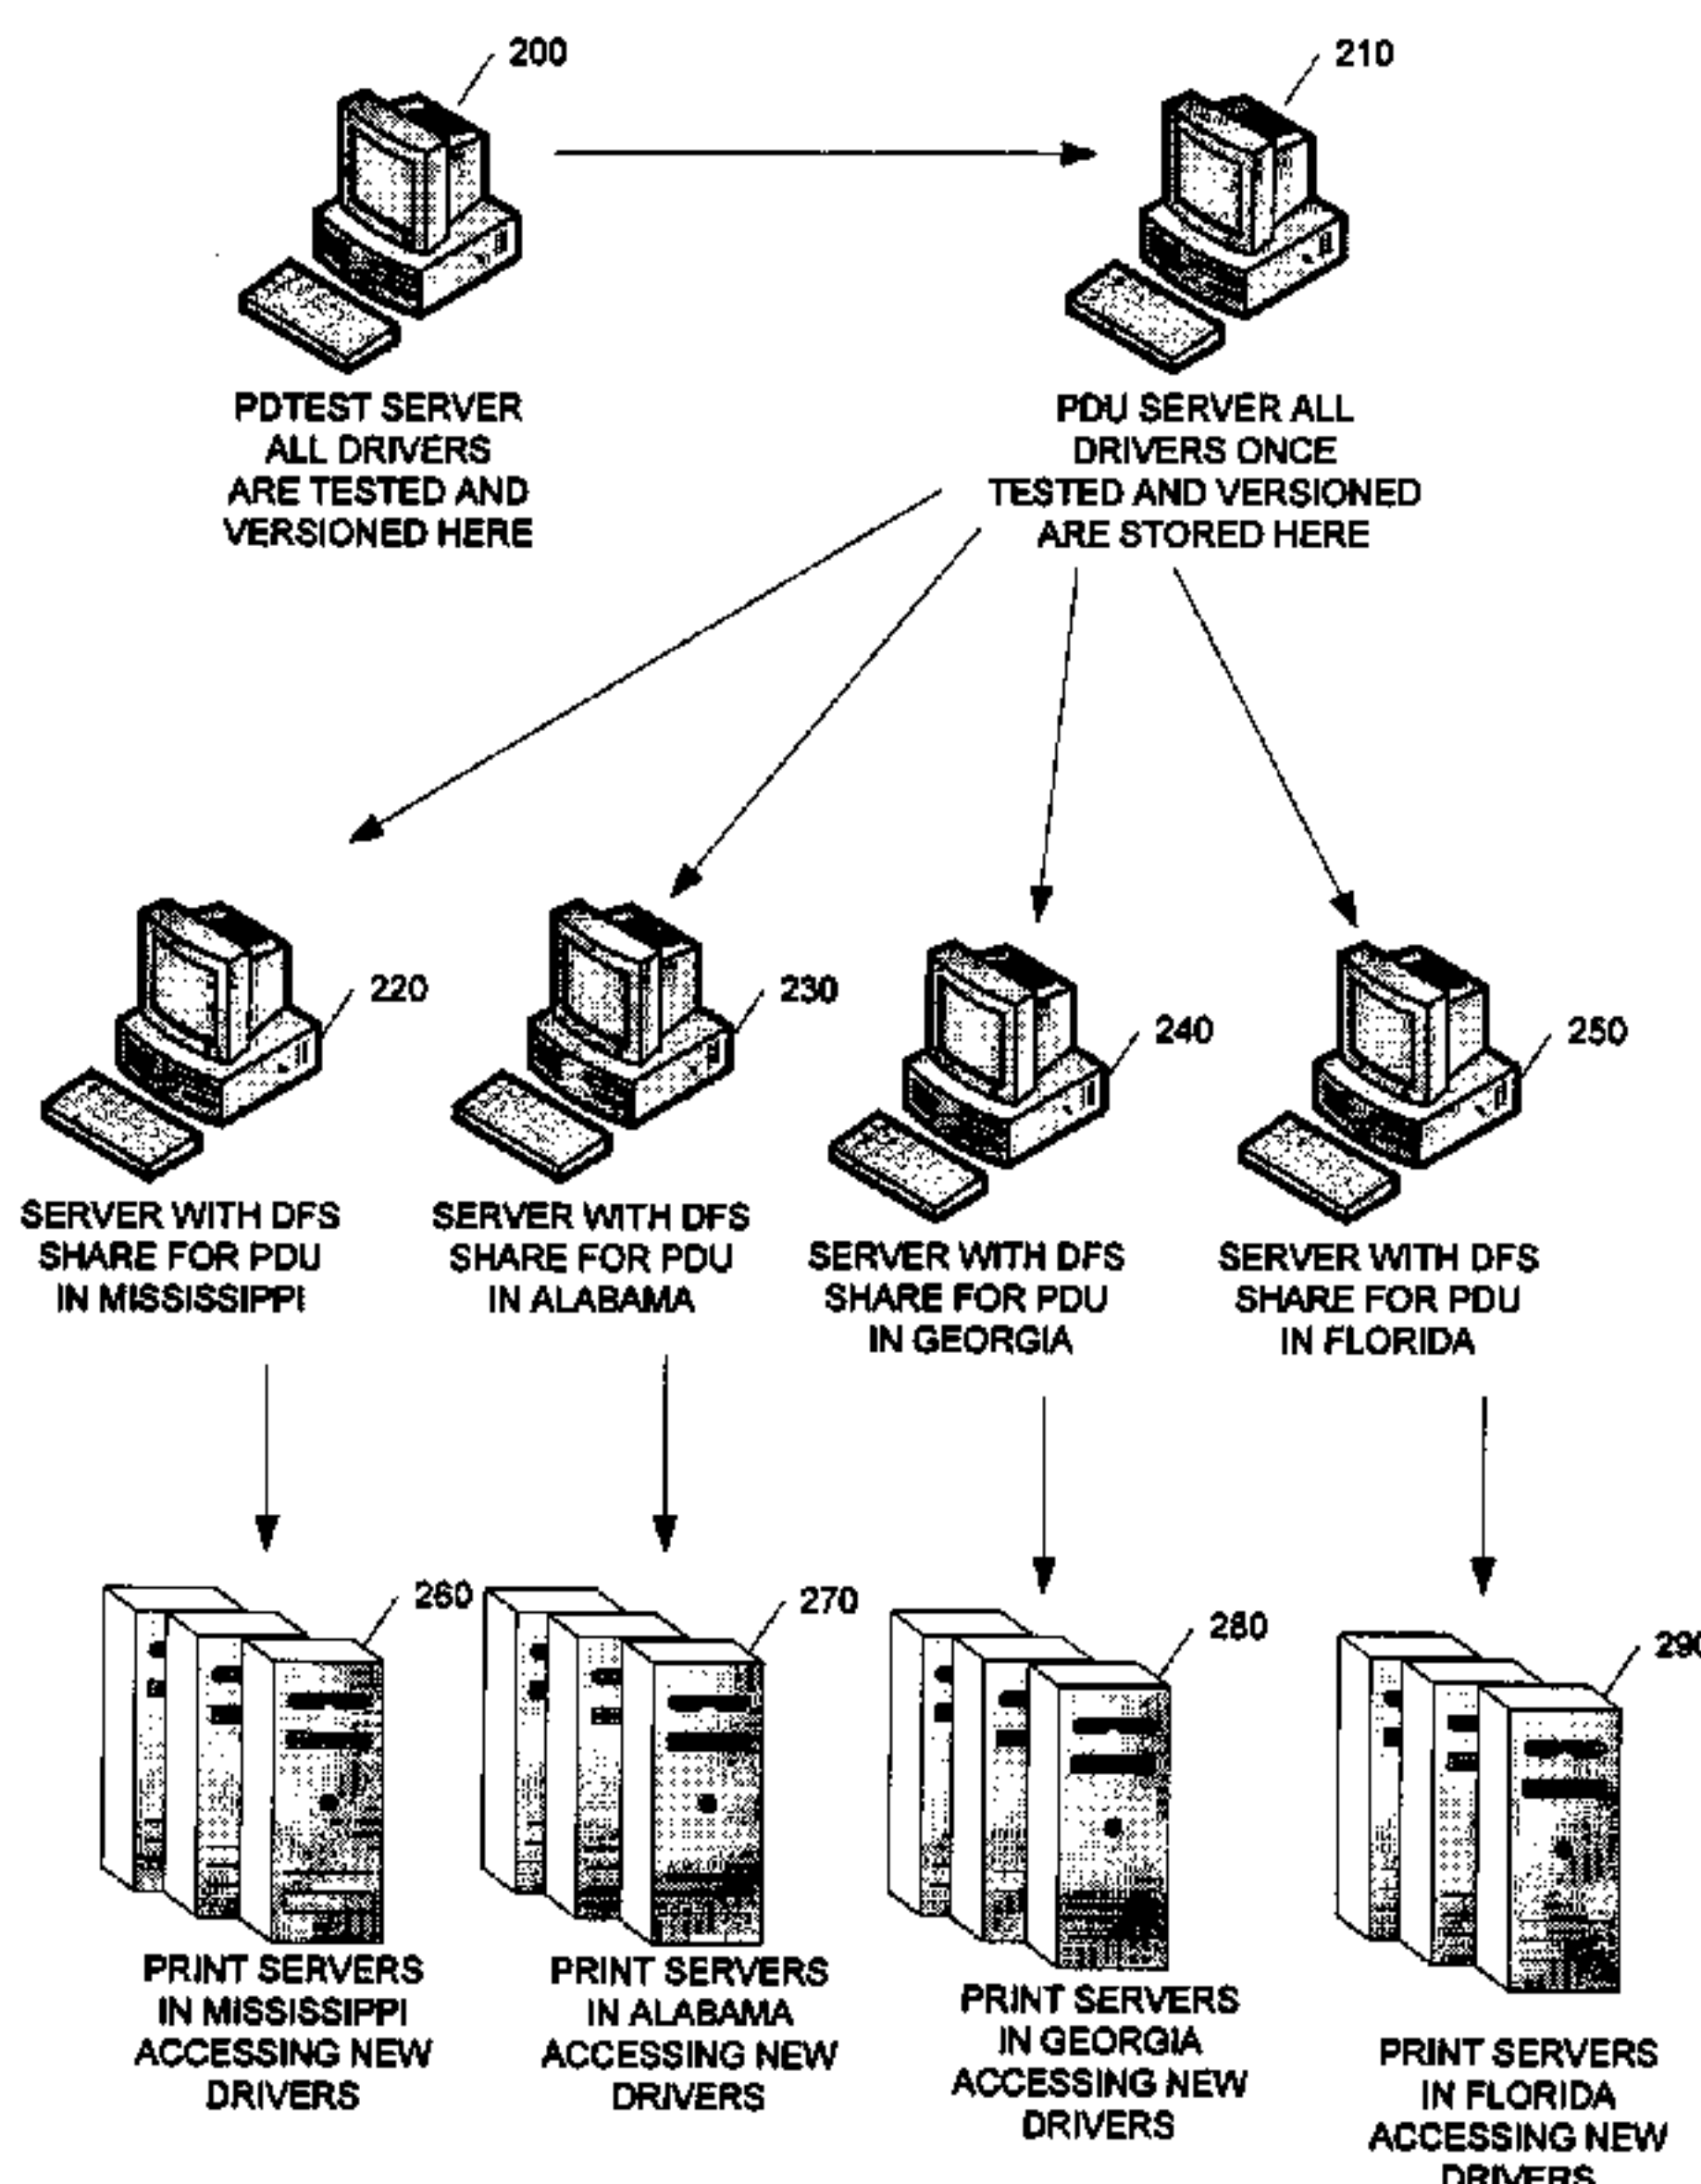 200
210
PDTEST SERVER
ALL DRIVERS
ARE TESTED AND
VERSIONED HERE
PDU SERVER ALL
DRIVERS ONCE
TESTED AND VERSIONED
ARE STORED HERE
220
230
240
250
SERVER WITH DFS
SHARE FOR PDU
IN MISSISSIPPI
SERVER WITH DFS
SHARE FOR PDU
IN ALABAMA
SERVER WITH DFS
SHARE FOR PDU
IN GEORGIA
SERVER WITH DFS
SHARE FOR PDU
IN FLORIDA
260
270
280
290
PRINT SERVERS
IN MISSISSIPPI
ACCESSING NEW
DRIVERS
PRINT SERVERS
IN ALABAMA
ACCESSING NEW
DRIVERS
PRINT SERVERS
IN GEORGIA
ACCESSING NEW
DRIVERS
PRINT SERVERS
IN FLORIDA
ACCESSING NEW
DRIVERS